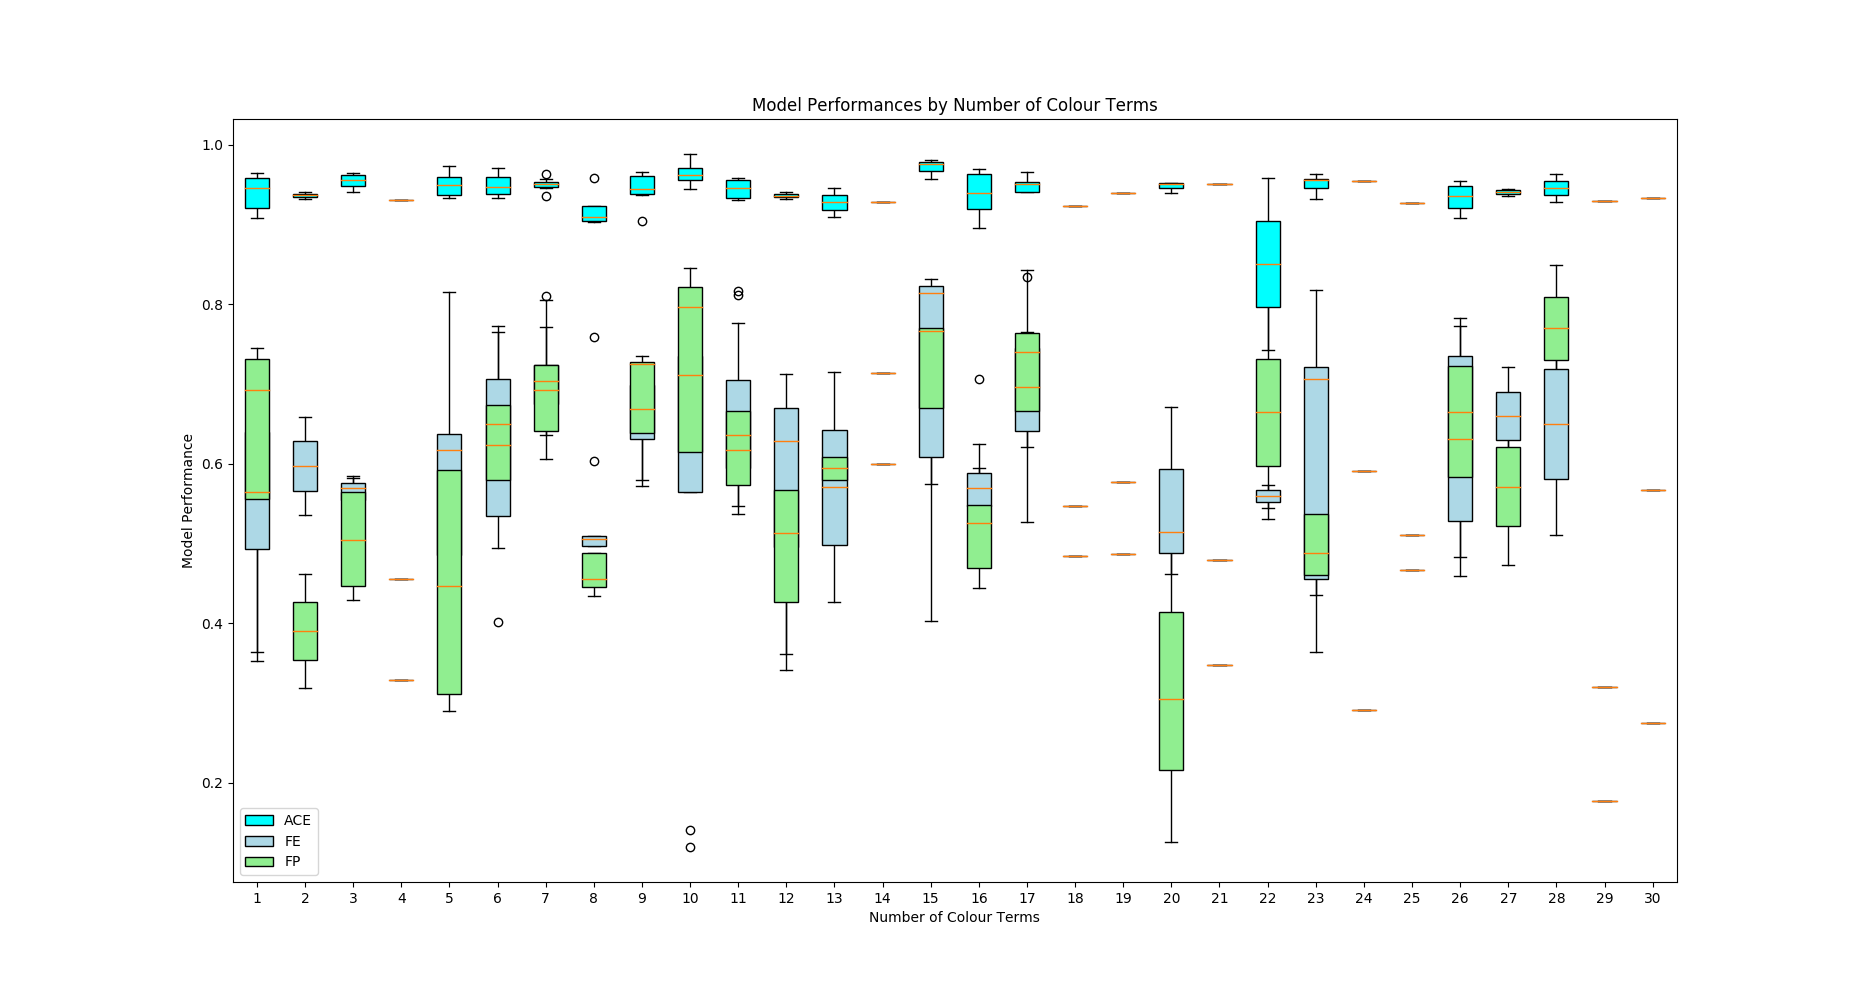 Model Performances by Number of Colour Terms
1.0
0.8
0.6
0.4
0.2
Model Performance
ACE
FE
FP
1 2 3 4 5 6 7 8 9 10 11 12 13 14 15 16 17 18 19 20 21 22 23 24 25 26 27 28 29 30
Number of Colour Terms